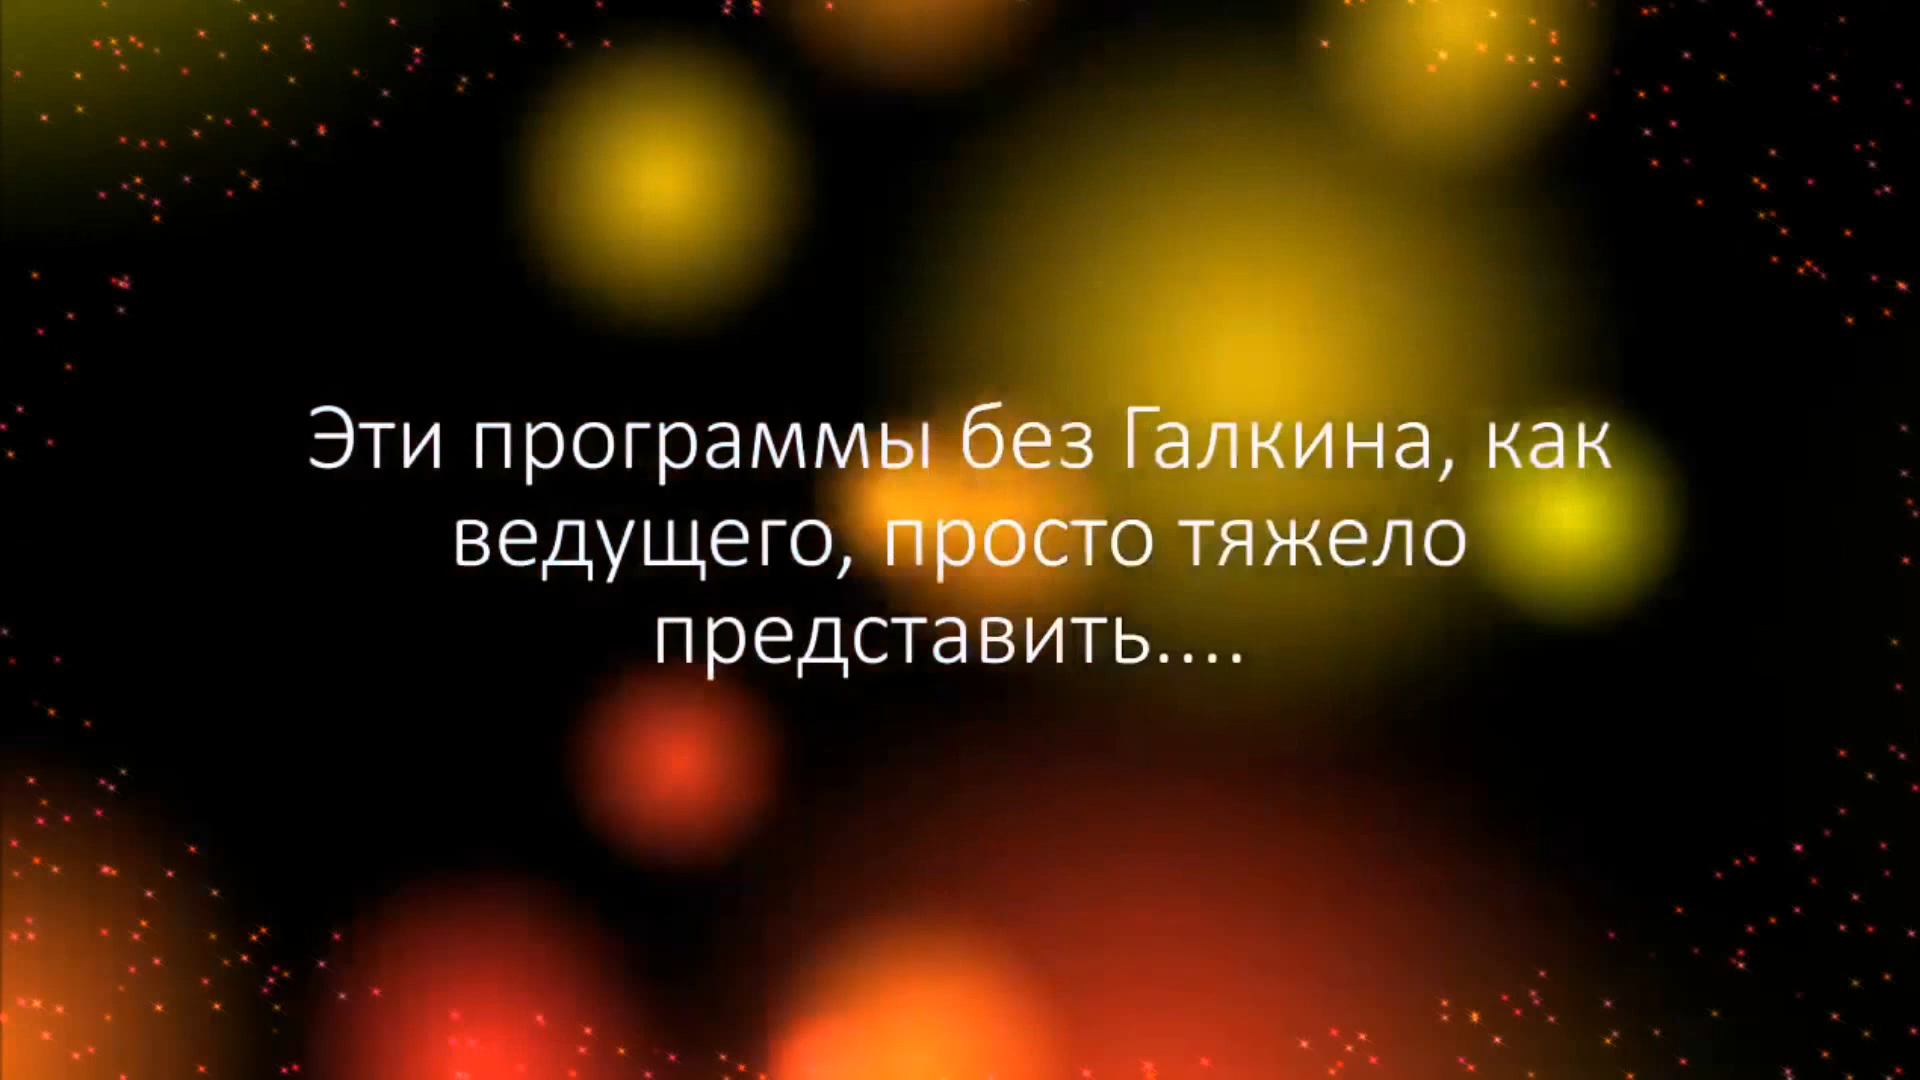 Эти программы без Галкина, как
ведущего, просто тяжело
представить....